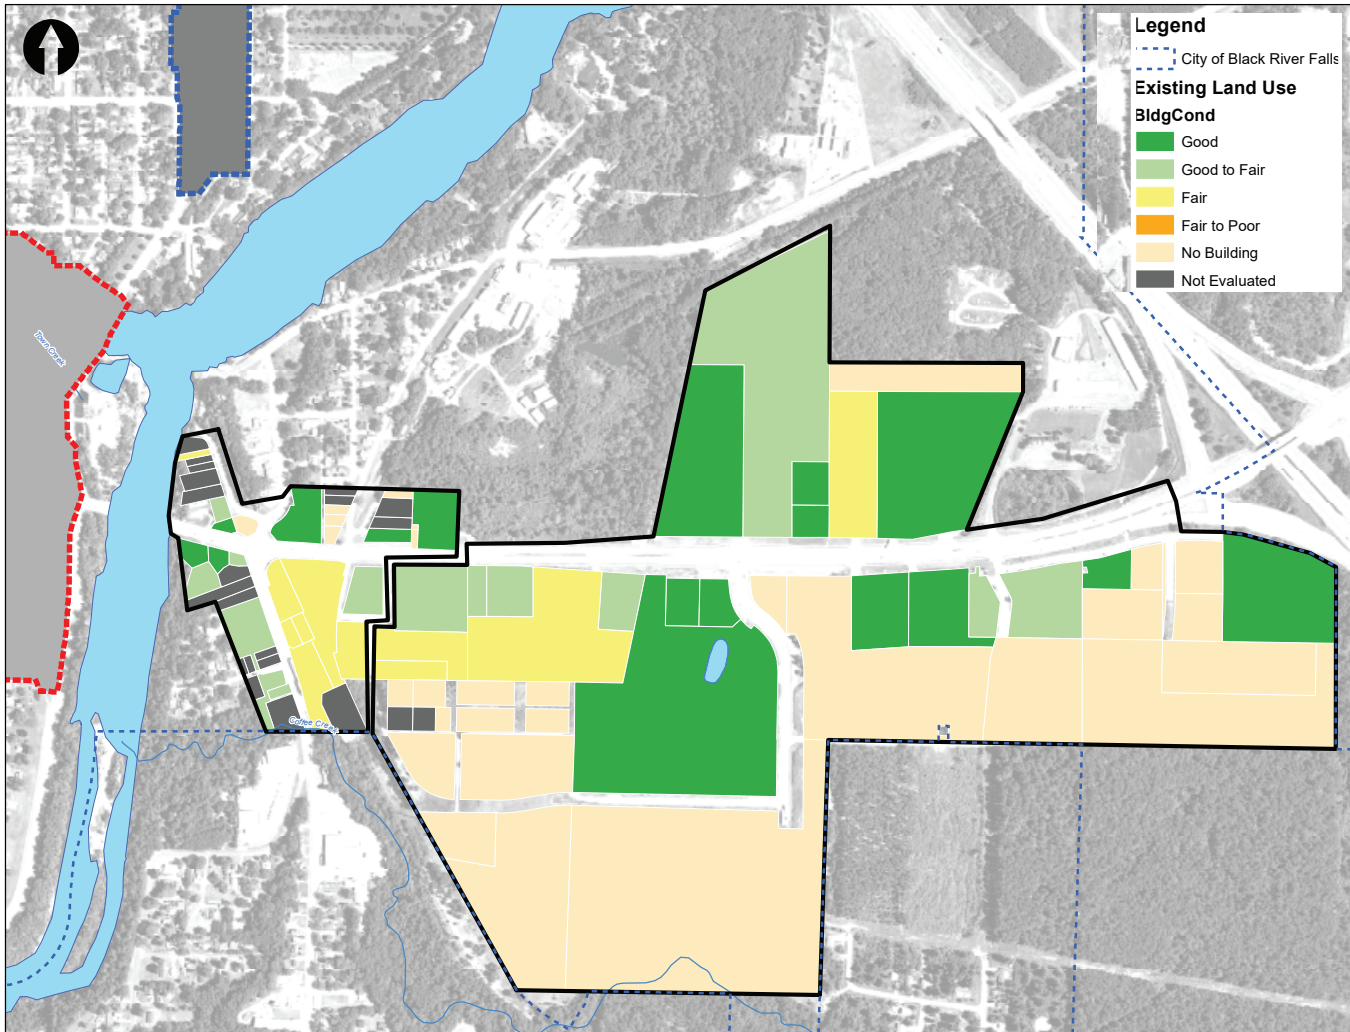 Legend
City of Black River Falls
Existing Land Use
BldgCond
Good
Good to Fair
Fair
Fair to Poor
No Building
Not Evaluated
Town Creek
Coffee Creek